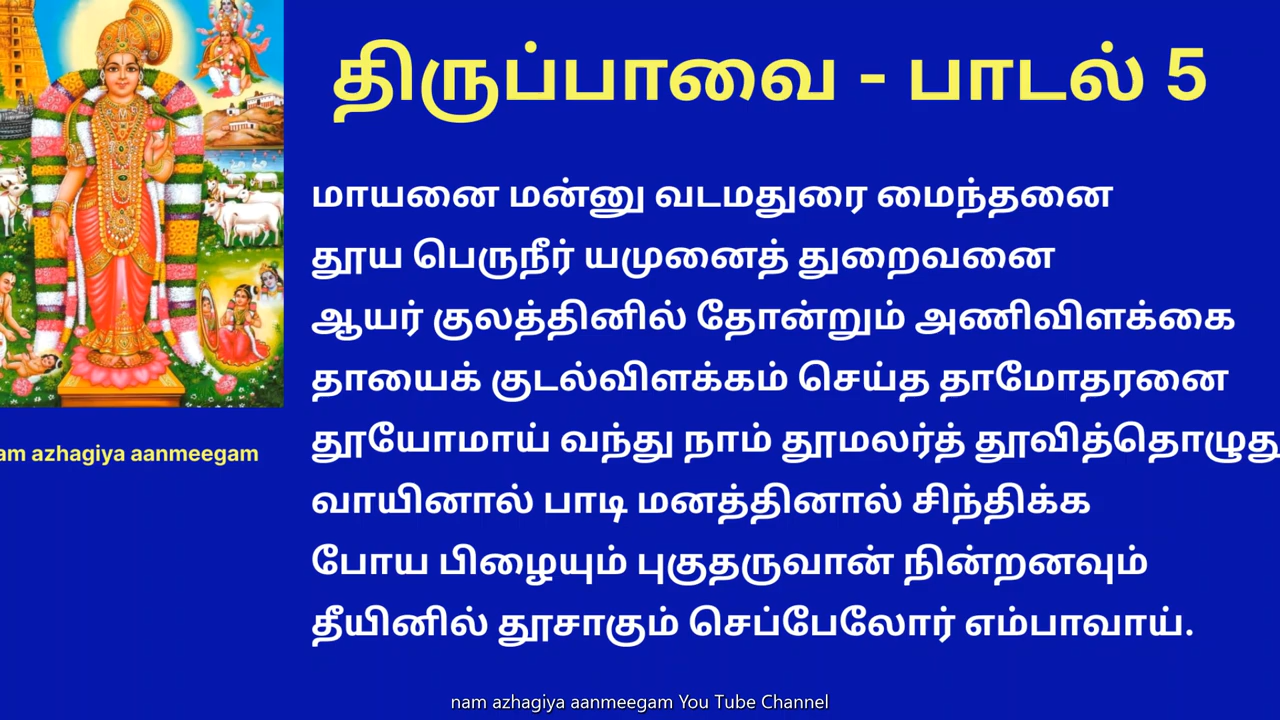 திருப்பாவை - பாடல் 5
மாயனை மன்னு வடமதுரை மைந்தனை
தூய பெருநீர் யமுனைத் துறைவனை
ஆயர் குலத்தினில் தோன்றும் அணிவிளக்கை
தாயைக் குடல்விளக்கம் செய்த தாமோதரனை
தூயோமாய் வந்து நாம் தூமலர்த் தூவித்தொழுது
வாயினால் பாடி மனத்தினால் சிந்திக்க
போய பிழையும் புகுதருவான் நின்றனவும்
தீயினில் தூசாகும் செப்பேலோர் எம்பாவாய்.
am azhagiya aanmeegam
nam azhagiya aanmeegam You Tube Channel